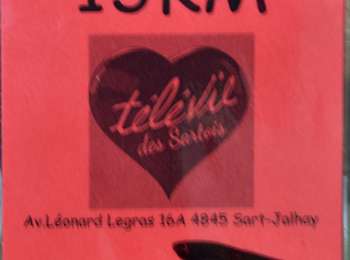 15KM
télévie
des Sartois
Av.Léonard Legras 16A 4845 Sart-Jalhay